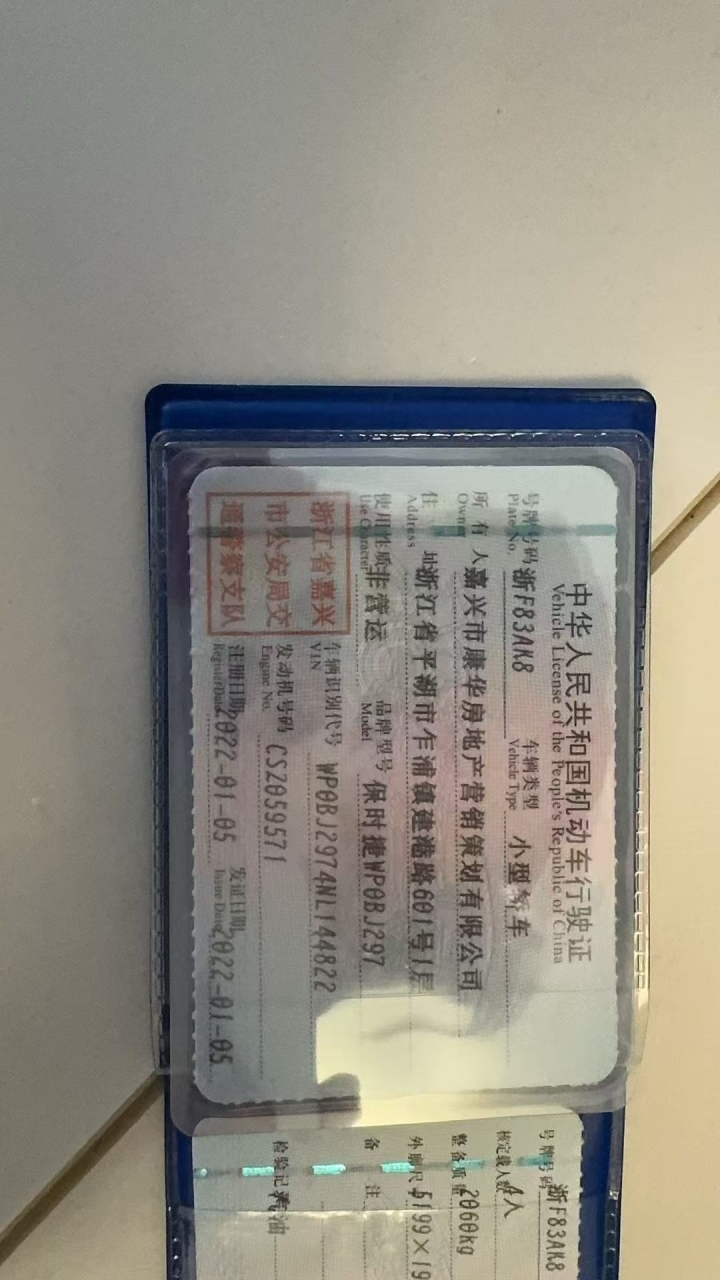 中华人民共和国机动车行驶证
Vehicle License of the People's Republic of China
号牌号码 Plate No. 浙F83AK8 车辆类型 Vehicle Type 小型轿车
所有人 Owner 嘉兴市康华房地产营销策划有限公司
住址 Address 浙江省平湖市乍浦镇建港路601号1层
使用性质 Use Character 非营运 品牌型号 Model 保时捷WP0BJ297
浙江省嘉兴
市公安局交
通警察支队
车辆识别代号 VIN WP0BJ2974NL144822
发动机号码 Engine No. CS2059571
注册日期 Register Date 2022-01-05 发证日期 Issue Date 2022-01-05
号牌号码 浙F83AK8
核定载人数 4人
整备质量 2060kg
外廓尺 5199×19
备注
检验记 汽油